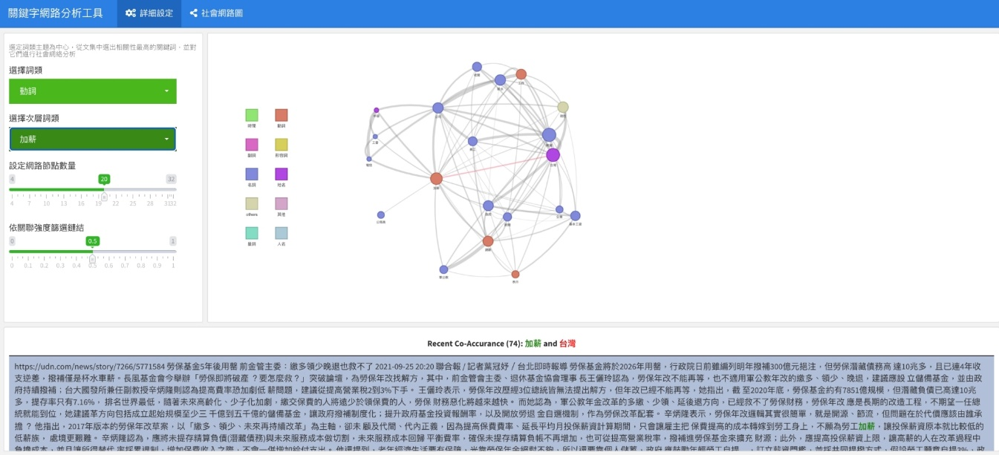 關鍵字網路分析工具
詳細設定
社會網路圖
選定詞類主題為中心，從文集中選出相關性最高的關鍵詞，並對
它們進行社會網絡分析
選擇詞類
動詞
選擇次層詞類
加薪
設定網路節點數量
4 20 32
4 7 10 13 16 19 22 25 28 3132
依關聯強度篩選鏈結
0 0.5 1
0 0.1 0.2 0.3 0.4 0.5 0.6 0.7 0.8 0.9 1
動詞
副詞 形容詞
名詞 地名
others 其他
量詞 人名
台灣
Recent Co-Accurance (74): 加薪 and 台灣
https://udn.com/news/story/7266/5771584 勞保基金5年後用罄 前金管主委：繳多領少晚退也救不了 2021-09-25 20:20 聯合報 / 記者葉冠妤 ╱ 台北即時報導 勞保基金將於2026年用罄，行政院日前雖編列明年撥補300億元挹注，但勞保潛藏債務高 達10兆多，且已連4年收
支逆差，撥補僅是杯水車薪。長風基金會今舉辦「勞保即將破產 ？要怎麼救？」突破論壇，為勞保年改找解方，其中，前金管會主委、退休基金協會理事 長王儷玲認為，勞保年改不能再等，也不適用軍公教年改的繳多、領少、晚退，建議應設 立儲備基金，並由政
府持續撥補；台大國發所兼任副教授辛炳隆則認為提高費率恐加劇低 薪問題，建議從提高營業稅2到3%下手。 王儷玲表示，勞保年改歷經3位總統皆無法提出解方，但年改已經不能再等，她指出，截 至2020年底，勞保基金約有7851億規模，但潛藏負債已高達10兆
多，提存率只有7.16%， 排名世界最低，隨著未來高齡化、少子化加劇，繳交保費的人將遠少於領保費的人，勞保 財務惡化將越來越快。 而她認為，軍公教年金改革的多繳、少領、延後退方向，已經救不了勞保財務，勞保年改 應是長期的改造工程，不期望一任總
統就能到位，她建議革方向包括成立起始規模至少三 千億到五千億的儲備基金，讓政府撥補制度化；提升政府基金投資報酬率，以及開放勞退 金自選機制，作為勞保年改配套。 辛炳隆表示，勞保年改邏輯其實很簡單，就是開源、節流，但問題在於代價應該由誰承
擔 ？ 他指出，2017年版本的勞保年改草案，以「繳多、領少、未來再持續改革」為主軸，卻未 顧及代間、代內正義，因為提高保費費率、延長平均月投保薪資計算期間，只會讓雇主把 保費提高的成本轉嫁到勞工身上，不願為勞工加薪，讓投保薪資原本就比較低的
低薪族， 處境更艱難。 辛炳隆認為，應將未提存精算負債(潛藏債務)與未來服務成本做切割，未來服務成本回歸 平衡費率，確保未提存精算負帳不再增加，也可從提高營業稅率，撥補進勞保基金來擴充 財源；此外，應提高投保薪資上限，讓高薪的人在改革過程中